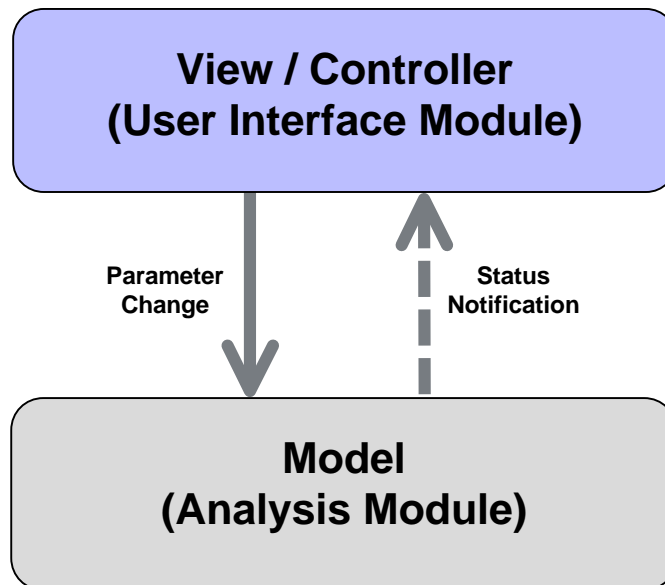 View / Controller
(User Interface Module)
Parameter
Change
Status
Notification
Model
(Analysis Module)